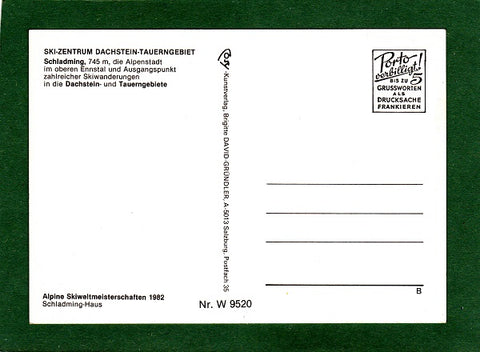 SKI-ZENTRUM DACHSTEIN-TAUERNGEBIET
Schladming, 745 m, die Alpenstadt
im oberen Ennstal und Ausgangspunkt
zahlreicher Skiwanderungen
in die Dachstein- und Tauerngebiete
Alpine Skiweltmeisterschaften 1982
Schladming-Haus
-Kunstverlag, Brigitte DAVID-GRÜNDLER, A-5013 Salzburg, Postfach 35
Nr. W 9520
Porto
verbilligt!
BIS ZU 5
GRUSSWORTEN
ALS
DRUCKSACHE
FRANKIEREN
B